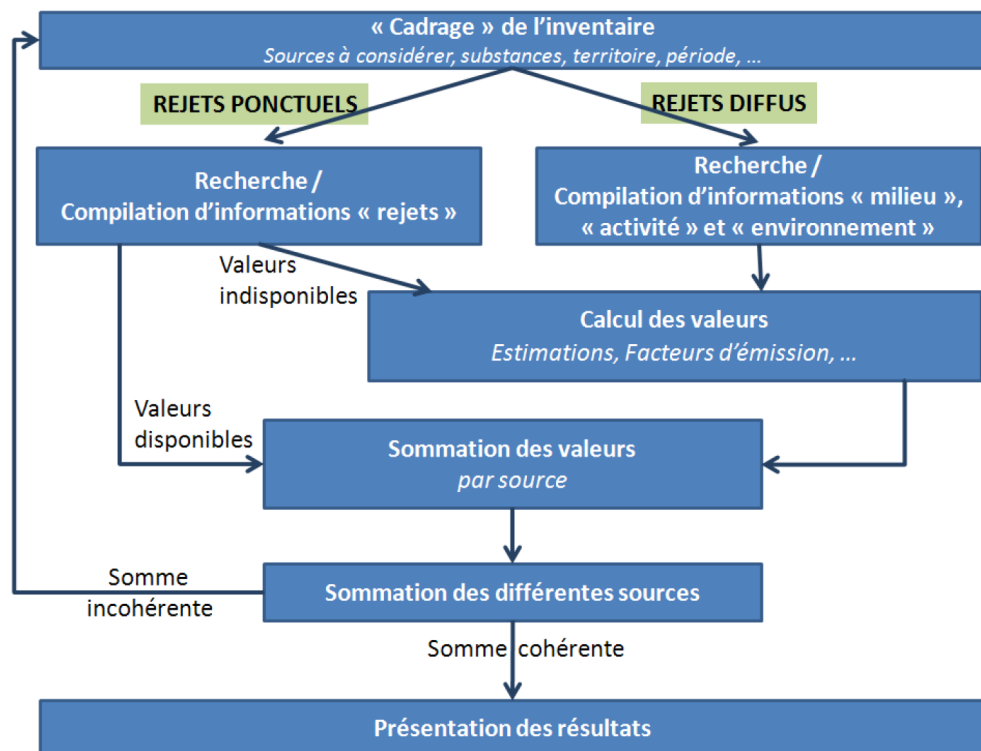 « Cadrage » de l’inventaire
Sources à considérer, substances, territoire, période, …
REJETS PONCTUELS
REJETS DIFFUS
Recherche /
Compilation d’informations « rejets »
Recherche /
Compilation d’informations « milieu »,
« activité » et « environnement »
Valeurs
indisponibles
Calcul des valeurs
Estimations, Facteurs d’émission, …
Valeurs
disponibles
Sommation des valeurs
par source
Somme
incohérente
Sommation des différentes sources
Somme cohérente
Présentation des résultats